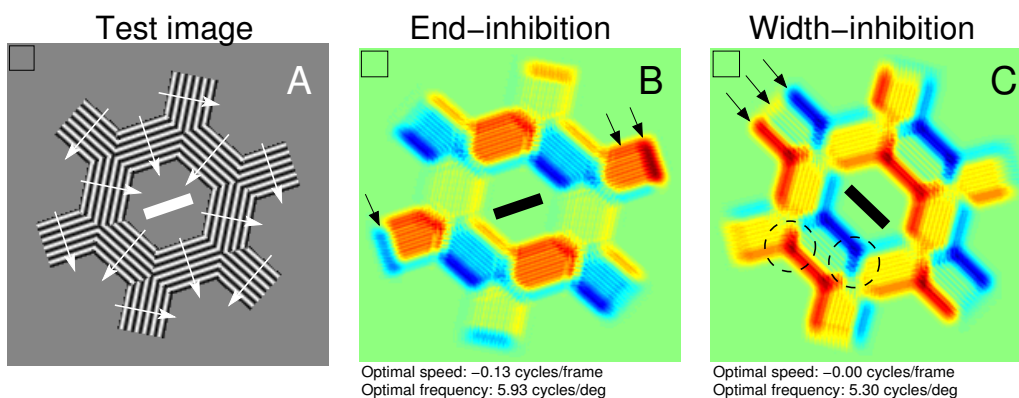 Test image
End−inhibition
Width−inhibition
A
B
C
Optimal speed: −0.13 cycles/frame
Optimal frequency: 5.93 cycles/deg
Optimal speed: −0.00 cycles/frame
Optimal frequency: 5.30 cycles/deg